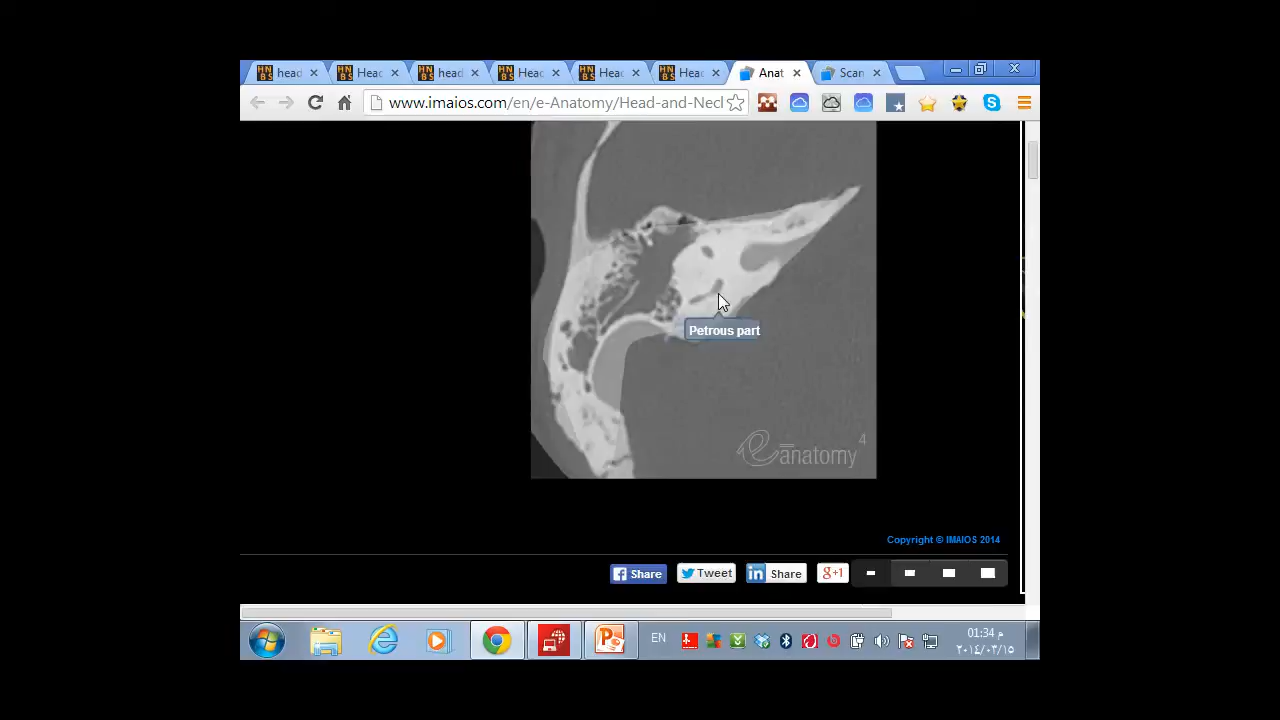 head
Head
head
Head
Head
Head
Anat
Scan
www.imaios.com/en/e-Anatomy/Head-and-Necl
Petrous part
e anatomy 4
Copyright © IMAIOS 2014
Share
Tweet
Share
g+1
EN
01:34 م
٢٠١٤/٠٣/١٥